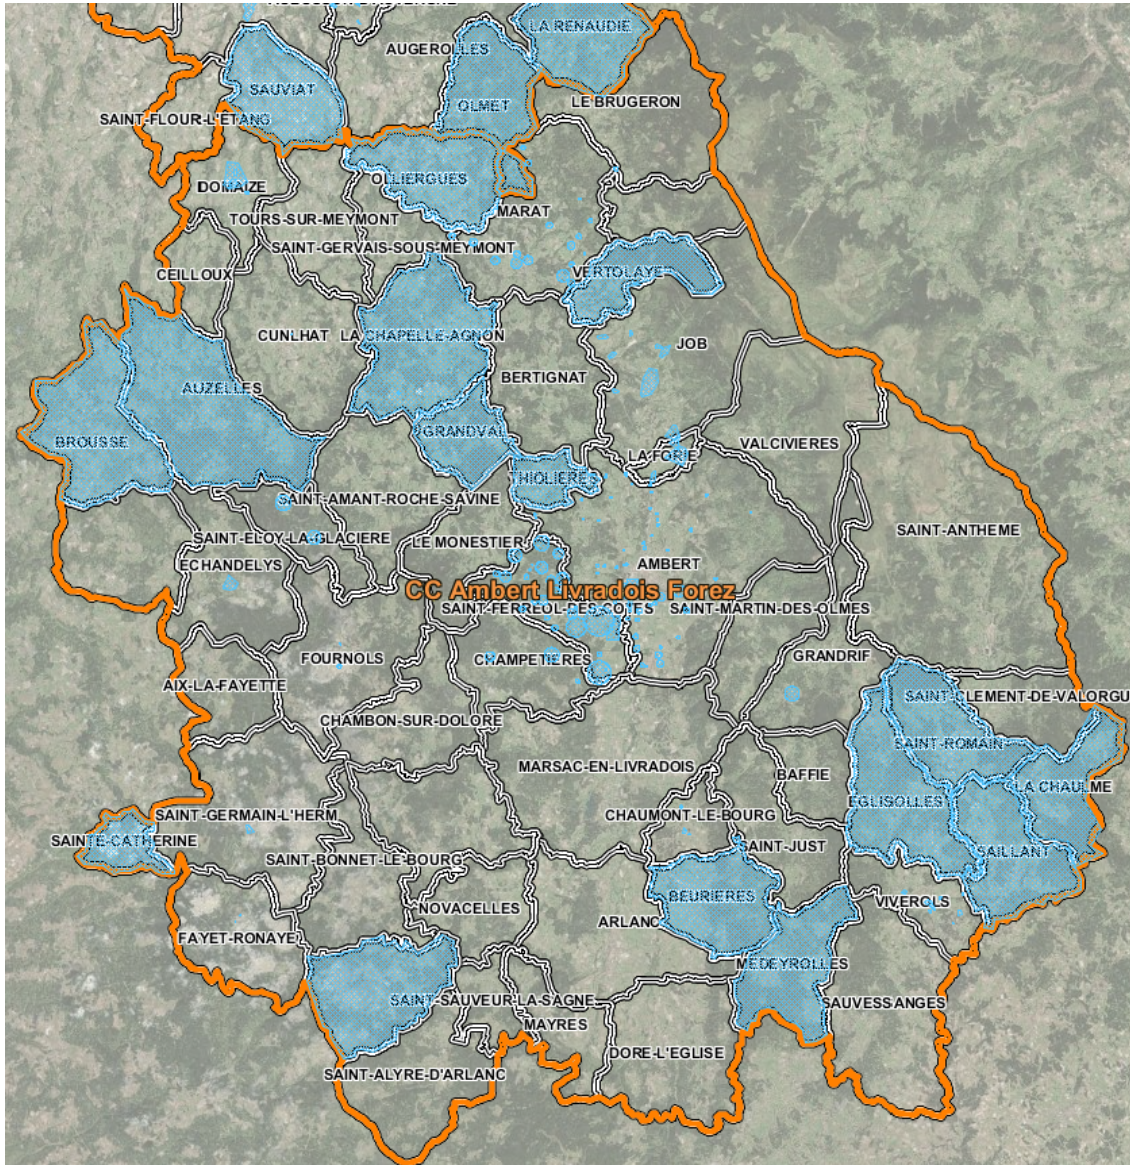 LA RENAUDIE
AUGEROLLES
SAUVIAT
OLMET
LE BRUGERON
SAINT-FLOUR-L'ÉTANG
DOMAIZE
OLLIERGUES
MARAT
TOURS-SUR-MEYMONT
SAINT-GERVAIS-SOUS-MEYMONT
CEILLOUX
VERTOLAYE
CUNLHAT
LA CHAPELLE-AGNON
JOB
BERTIGNAT
AUZELLES
BROUSSE
GRANDVAL
VALCIVIERES
LA FORIE
THIOLIERES
SAINT-AMANT-ROCHE-SAVINE
SAINT-ANTHEME
SAINT-ELOY-LA-GLACIERE
LE MONESTIER
ECHANDELYS
AMBERT
CC Ambert Livradois Forez
SAINT-FERREOL-DES-COTES
SAINT-MARTIN-DES-OLMES
FOURNOLS
CHAMPETIERES
GRANDRIF
AIX-LA-FAYETTE
SAINT-CLEMENT-DE-VALORGU
CHAMBON-SUR-DOLORE
SAINT-ROMAIN
MARSAC-EN-LIVRADOIS
BAFFIE
LA CHAULME
EGLISOLLES
SAINT-GERMAIN-L'HERM
CHAUMONT-LE-BOURG
SAINTE-CATHERINE
SAINT-JUST
SAILLANT
SAINT-BONNET-LE-BOURG
BEURIERES
VIVEROLS
NOVACELLES
ARLANC
FAYET-RONAYE
MEDEYROLLES
SAINT-SAUVEUR-LA-SAGNE
SAUVESSANGES
MAYRES
DORE-L'EGLISE
SAINT-ALYRE-D'ARLANC